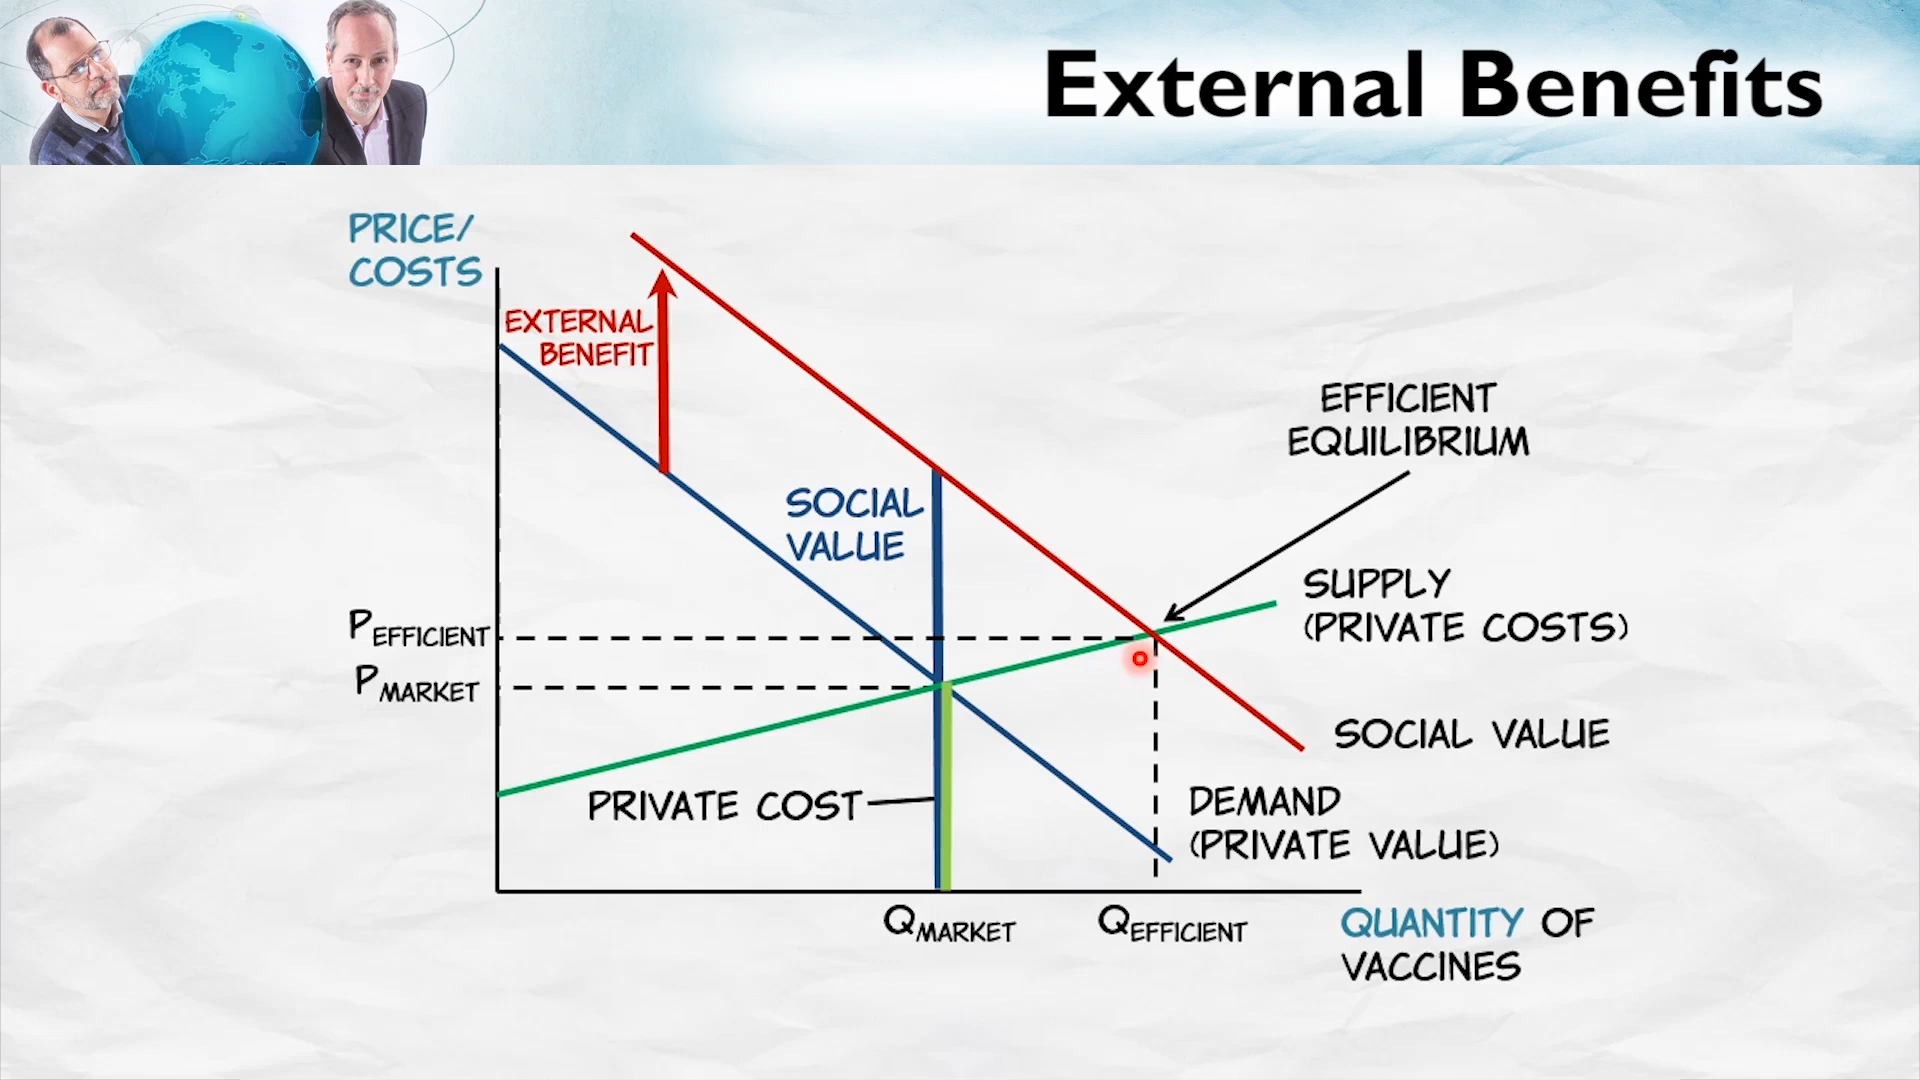 External Benefits
PRICE/
COSTS
EXTERNAL
BENEFIT
EFFICIENT
EQUILIBRIUM
SOCIAL
VALUE
SUPPLY
(PRIVATE COSTS)
PEFFICIENT
PMARKET
SOCIAL VALUE
PRIVATE COST
DEMAND
(PRIVATE VALUE)
QMARKET
QEFFICIENT
QUANTITY OF
VACCINES